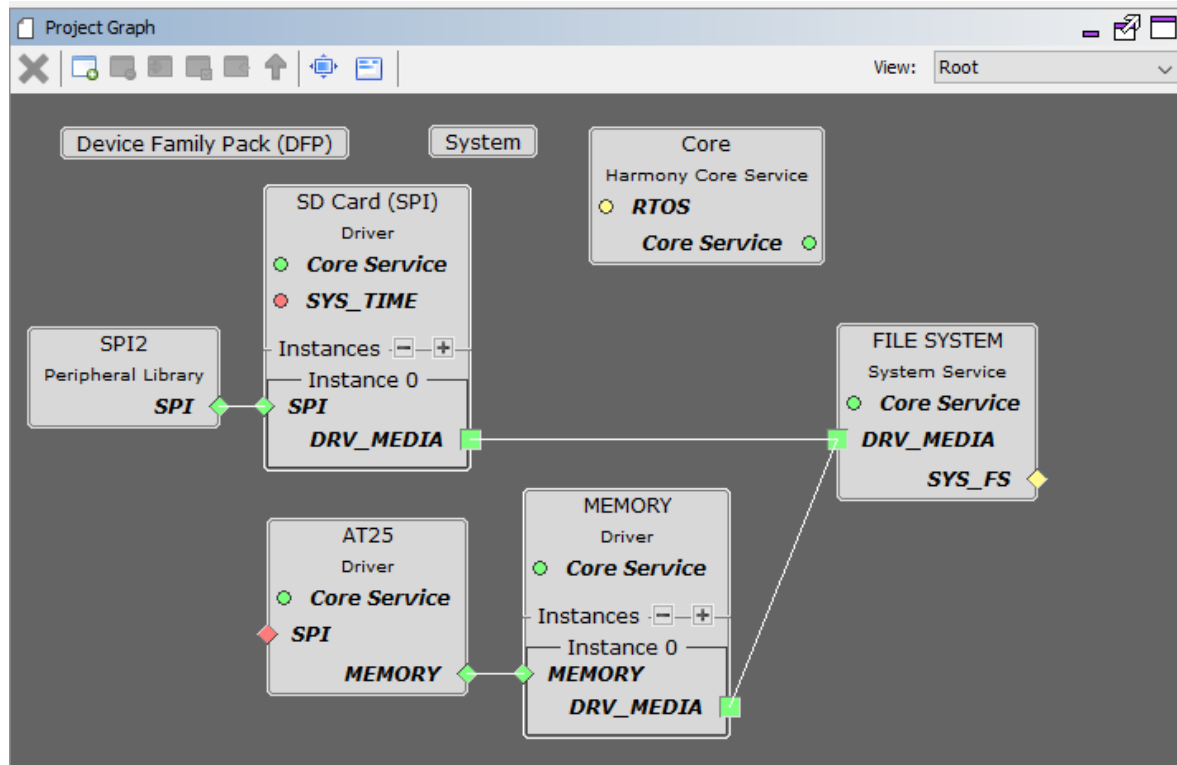 Project Graph
View: Root
Device Family Pack (DFP)
System
Core
Harmony Core Service
RTOS
Core Service
SD Card (SPI)
Driver
Core Service
SYS_TIME
Instances
Instance 0
SPI
DRV_MEDIA
SPI2
Peripheral Library
SPI
FILE SYSTEM
System Service
Core Service
DRV_MEDIA
SYS_FS
AT25
Driver
Core Service
SPI
MEMORY
MEMORY
Driver
Core Service
Instances
Instance 0
MEMORY
DRV_MEDIA